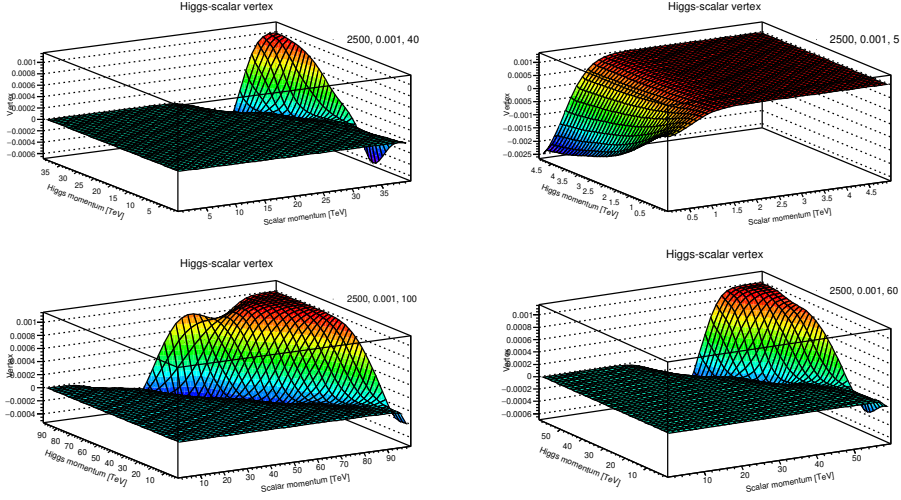 Higgs-scalar vertex
2500, 0.001, 40
Vertex
0.001
0.0008
0.0006
0.0004
0.0002
0
−0.0002
−0.0004
−0.0006
35 30 25 20 15 10 5
Higgs momentum [TeV]
5 10 15 20 25 30 35
Scalar momentum [TeV]
Higgs-scalar vertex
2500, 0.001, 5
Vertex
0.001
0.0005
0
−0.0005
−0.001
−0.0015
−0.002
−0.0025
4.5 4 3.5 3 2.5 2 1.5 1 0.5
Higgs momentum [TeV]
0.5 1 1.5 2 2.5 3 3.5 4 4.5
Scalar momentum [TeV]
Higgs-scalar vertex
2500, 0.001, 100
Vertex
0.001
0.0008
0.0006
0.0004
0.0002
0
−0.0002
−0.0004
90 80 70 60 50 40 30 20 10
Higgs momentum [TeV]
10 20 30 40 50 60 70 80 90
Scalar momentum [TeV]
Higgs-scalar vertex
2500, 0.001, 60
Vertex
0.001
0.0008
0.0006
0.0004
0.0002
0
−0.0002
−0.0004
−0.0006
50 40 30 20 10
Higgs momentum [TeV]
10 20 30 40 50
Scalar momentum [TeV]